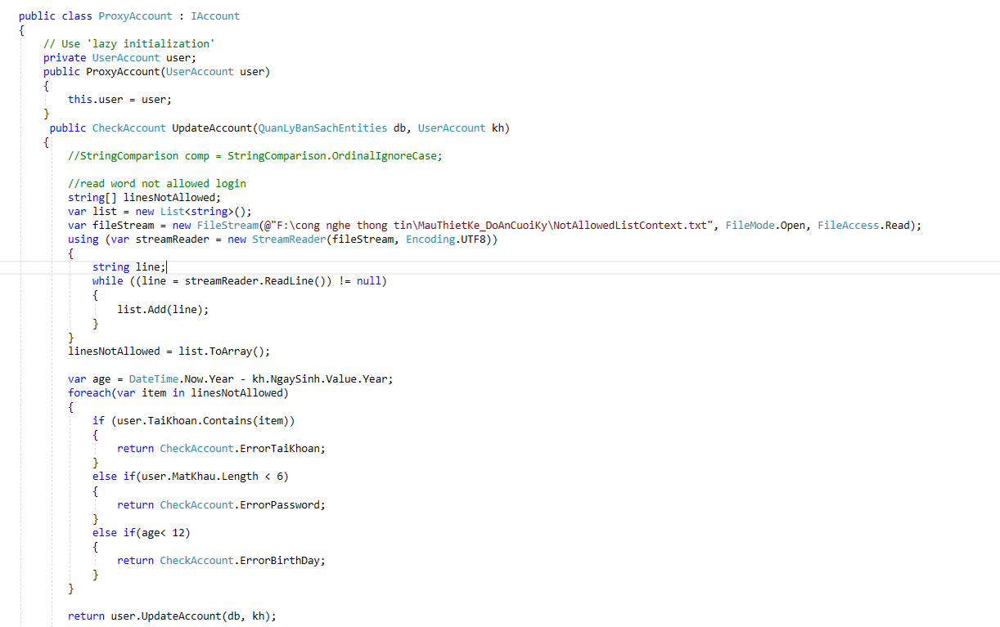 public class ProxyAccount : IAccount
{
    // Use 'lazy initialization'
    private UserAccount user;
    public ProxyAccount(UserAccount user)
    {
        this.user = user;
    }
     public CheckAccount UpdateAccount(QuanLyBanSachEntities db, UserAccount kh)
    {
        //StringComparison comp = StringComparison.OrdinalIgnoreCase;

        //read word not allowed login
        string[] linesNotAllowed;
        var list = new List<string>();
        var fileStream = new FileStream(@"F:\cong nghe thong tin\MauThietKe_DoAnCuoiKy\NotAllowedListContext.txt", FileMode.Open, FileAccess.Read);
        using (var streamReader = new StreamReader(fileStream, Encoding.UTF8))
        {
            string line;
            while ((line = streamReader.ReadLine()) != null)
            {
                list.Add(line);
            }
        }
        linesNotAllowed = list.ToArray();

        var age = DateTime.Now.Year - kh.NgaySinh.Value.Year;
        foreach(var item in linesNotAllowed)
        {
            if (user.TaiKhoan.Contains(item))
            {
                return CheckAccount.ErrorTaiKhoan;
            }
            else if(user.MatKhau.Length < 6)
            {
                return CheckAccount.ErrorPassword;
            }
            else if(age< 12)
            {
                return CheckAccount.ErrorBirthDay;
            }
        }

        return user.UpdateAccount(db, kh);